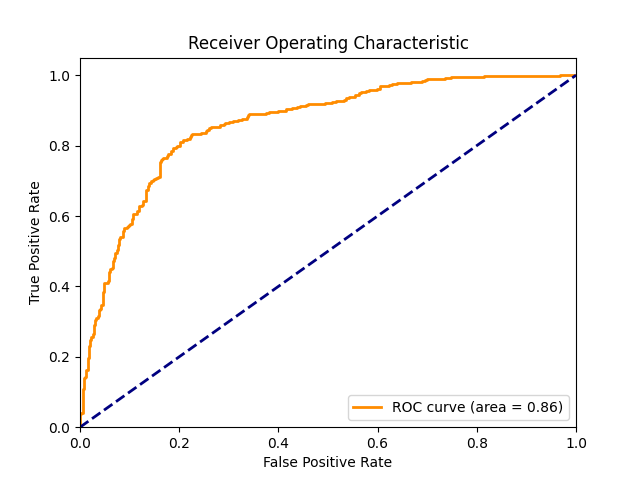 Receiver Operating Characteristic
True Positive Rate
1.0
0.8
0.6
0.4
0.2
0.0
ROC curve (area = 0.86)
0.0 0.2 0.4 0.6 0.8 1.0
False Positive Rate